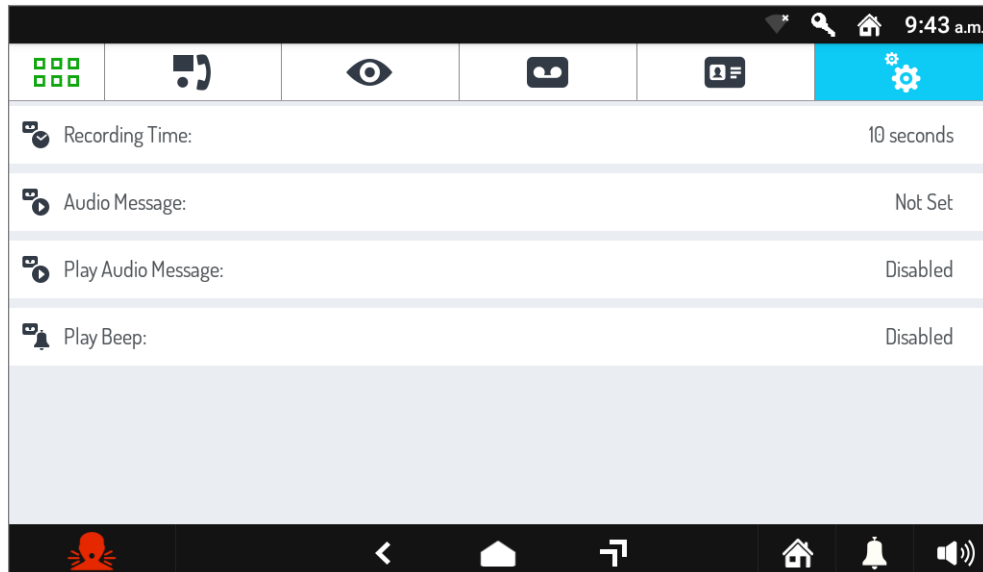 9:43 a.m.
Recording Time: 10 seconds
Audio Message: Not Set
Play Audio Message: Disabled
Play Beep: Disabled